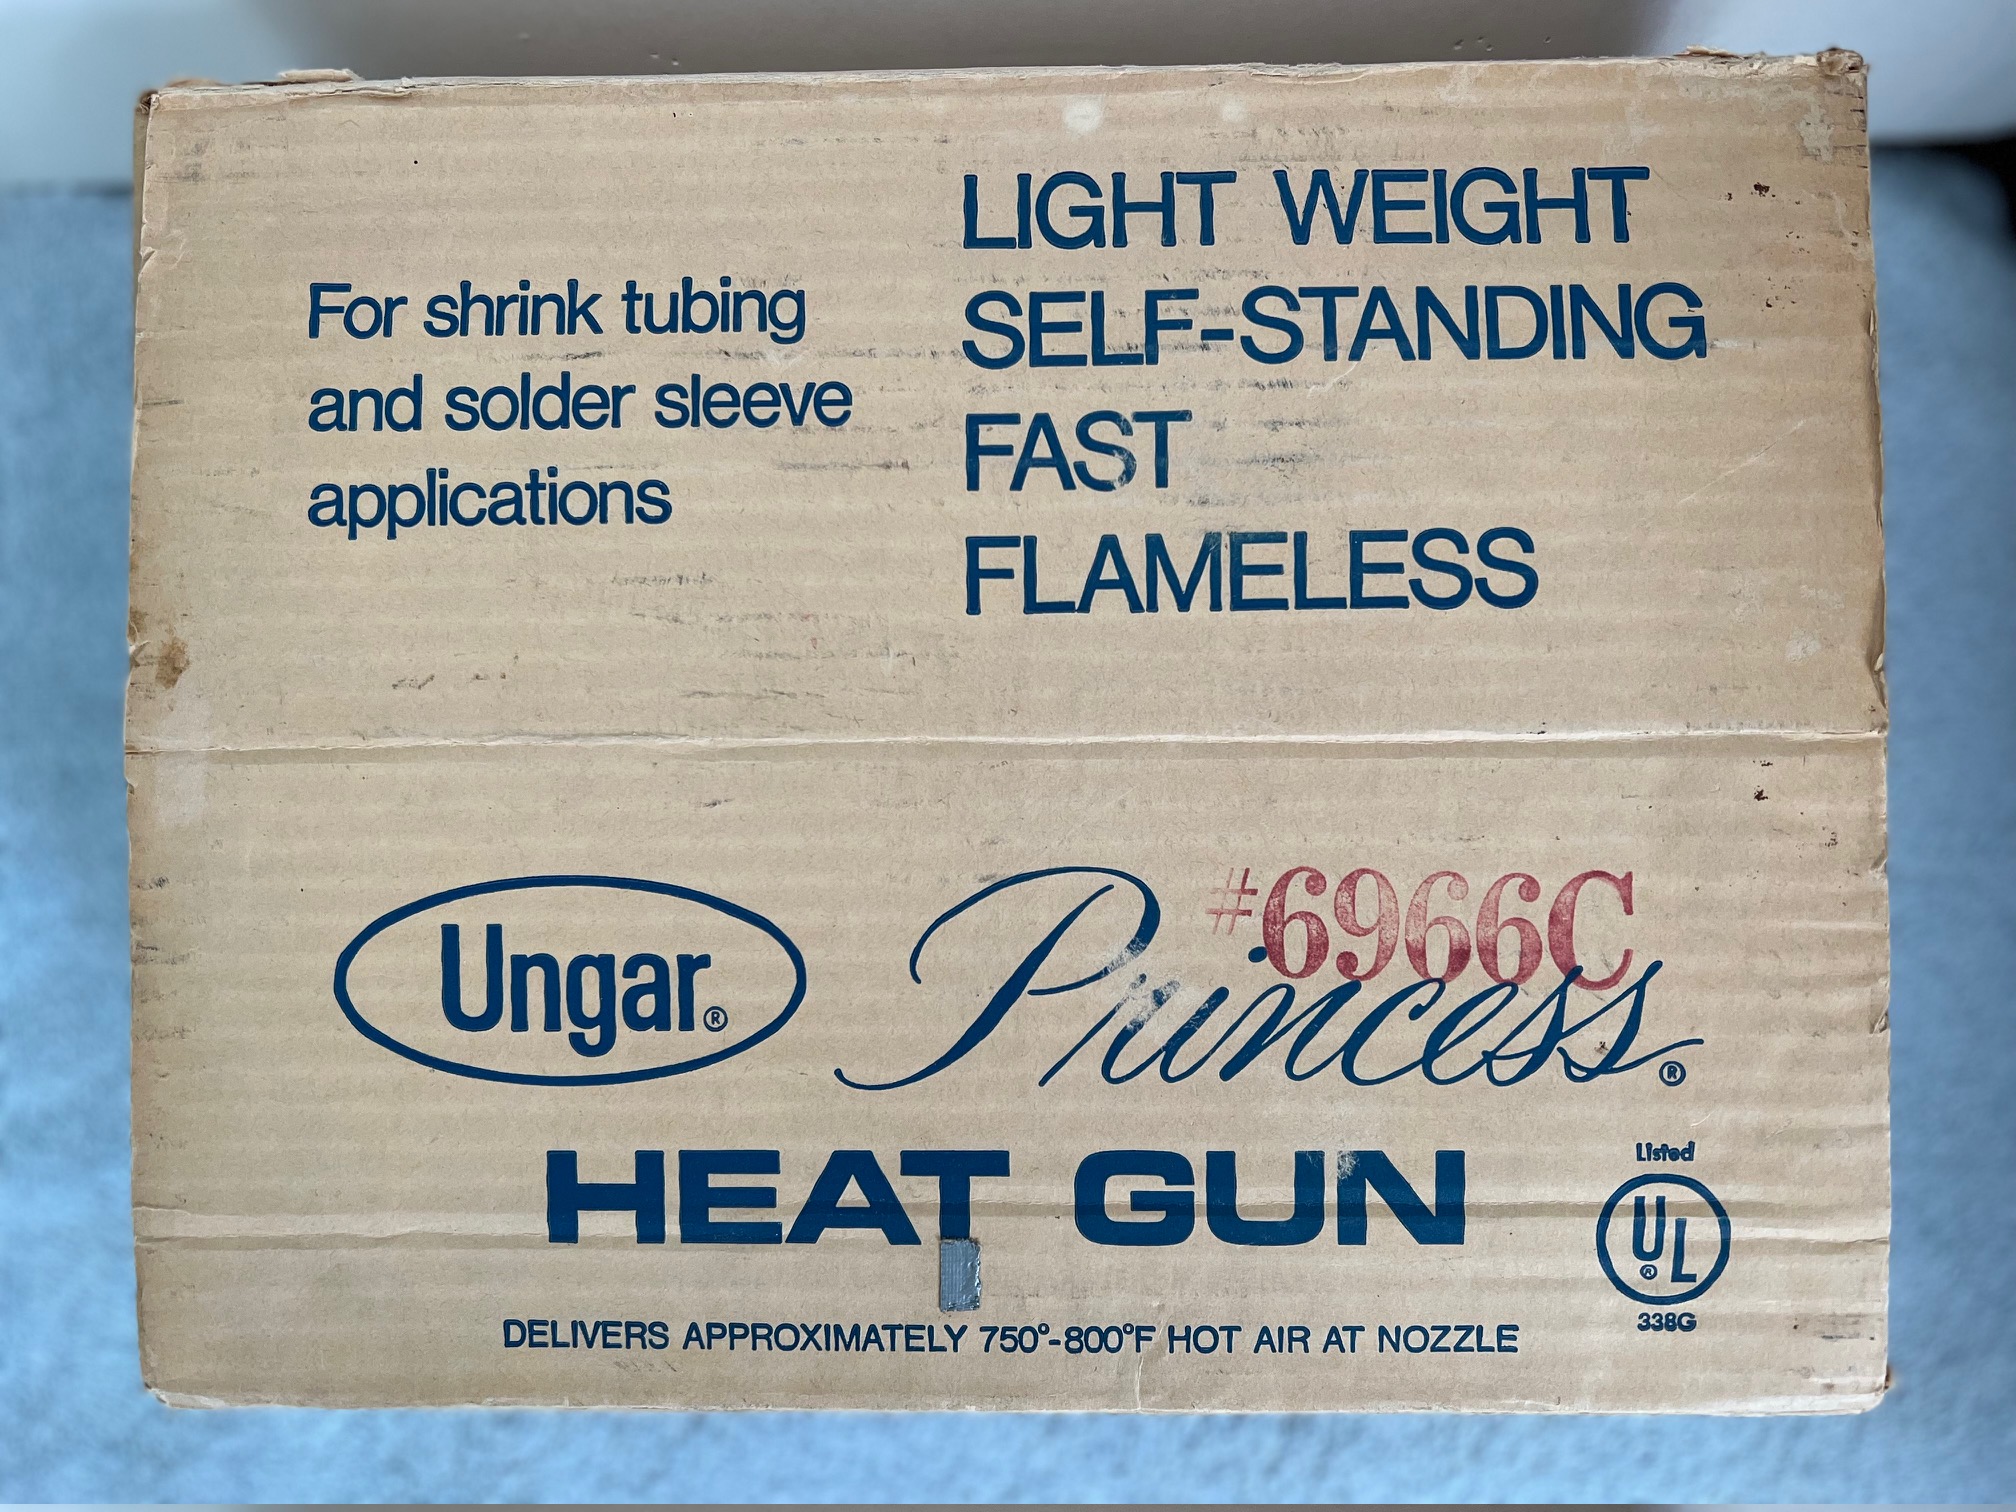 For shrink tubing
and solder sleeve
applications
LIGHT WEIGHT
SELF-STANDING
FAST
FLAMELESS
Ungar®
#6966C
Princess®
HEAT GUN
Listed
UL®
338G
DELIVERS APPROXIMATELY 750°-800°F HOT AIR AT NOZZLE